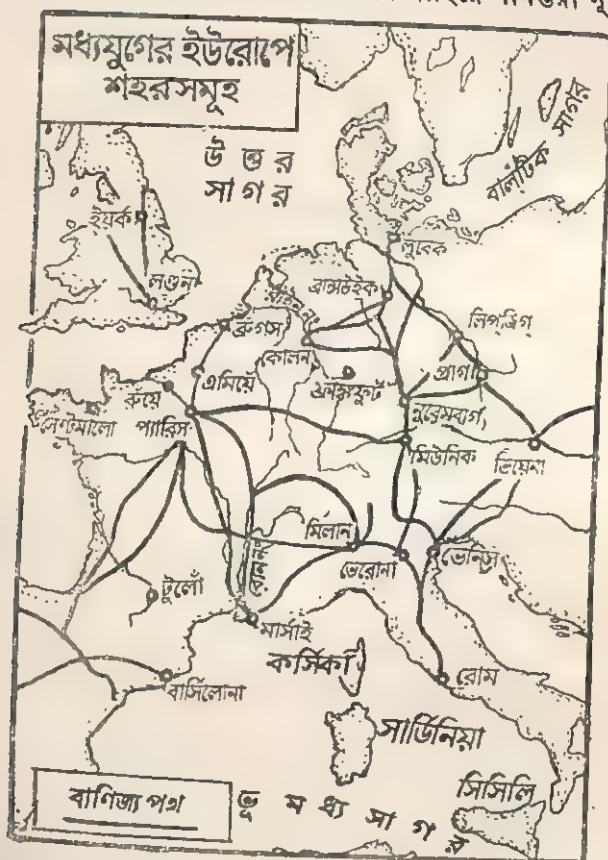 মধ্যযুগের ইউরোপে
শহরসমূহ
উত্তর
সাগর
বালটিক সাগর
ইয়র্ক
লণ্ডন
লুবেক
ব্রান্সউইক
ব্রুগস্
কোলন
লিপ্‌জিগ্
এমিয়েঁ
ফ্রাঙ্কফুর্ট
প্রাগ
রুয়ে
নুরেমবার্গ
সেন্টমালো
প্যারিস
মিউনিক
ভিয়েনা
মিলান
ভেরোনা
ভেনিস
টুলোঁ
মার্সাই
কর্সিকা
রোম
বার্সিলোনা
সার্ডিনিয়া
সিসিলি
বাণিজ্য পথ
ভূ মধ্য সাগর